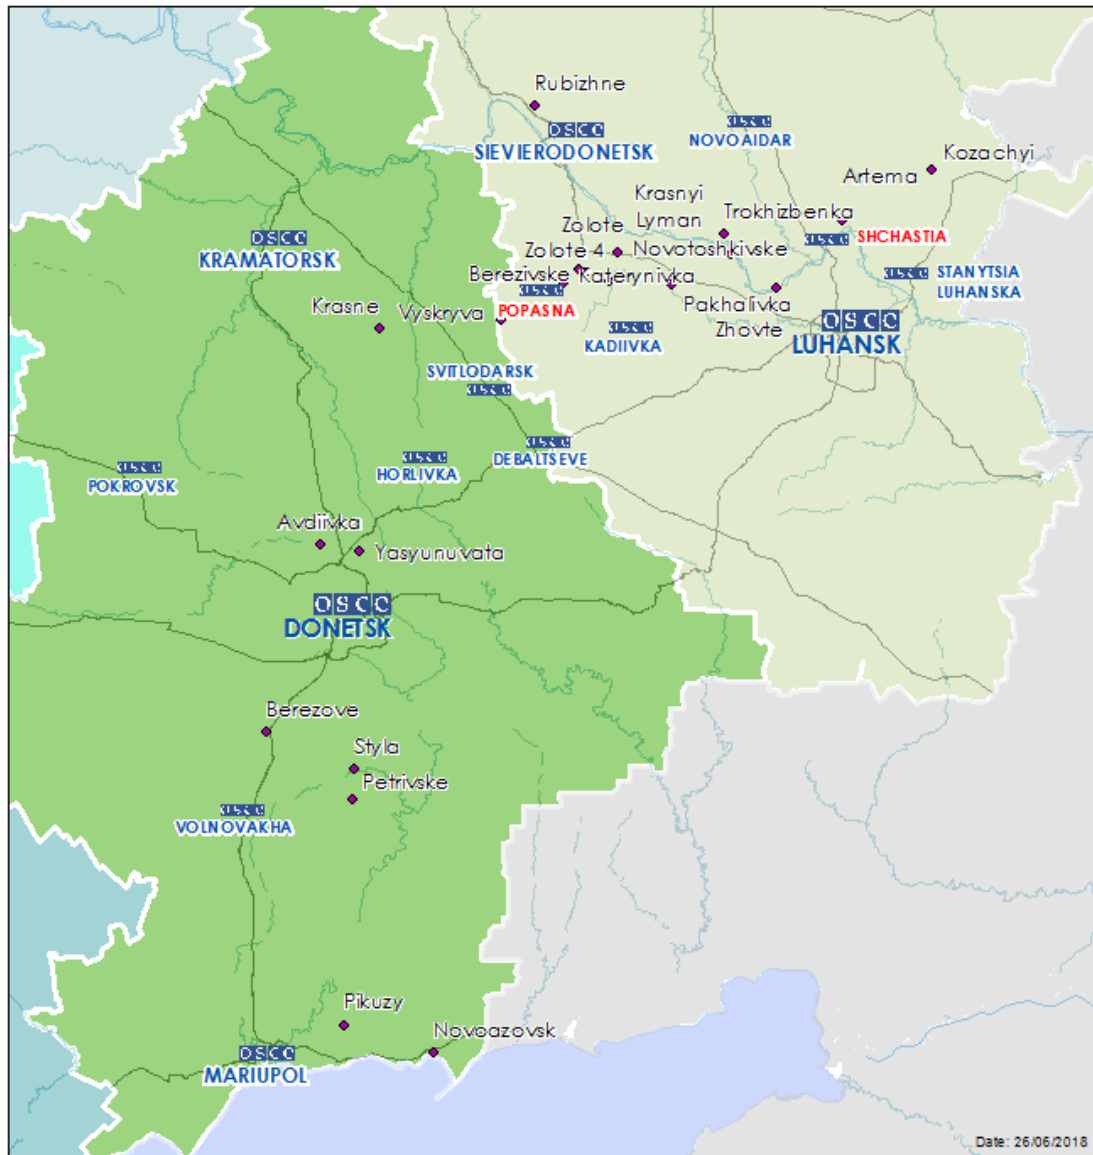 Rubizhne
OSCE
SIEVIERODONETSK
OSCE
NOVOAIDAR
Kozachyi
Artema
Krasnyi
Lyman
Trokhizbenka
Zolote
OSCE
SHCHASTIA
OSCE
KRAMATORSK
Zolote 4
Novotoshkivske
Berezivske
Katerynivka
OSCE
STANYTSIA
LUHANSKA
OSCE
POPASNA
Pakhalivka
Krasne
Vyskryva
Zhovte
OSCE
KADIIVKA
OSCE
LUHANSK
SVITLODARSK
OSCE
OSCE
DEBALTSEVE
OSCE
HORLIVKA
OSCE
POKROVSK
Avdiivka
Yasyunuvata
OSCE
DONETSK
Berezove
Styla
Petrivske
OSCE
VOLNOVAKHA
Pikuzy
Novoazovsk
OSCE
MARIUPOL
Date: 26/06/2018